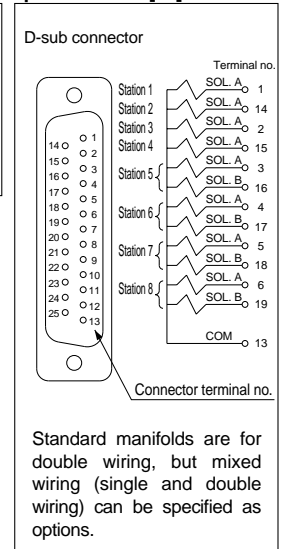 D-sub connector
Terminal no.
Station 1 SOL. A 1
Station 2 SOL. A 14
Station 3 SOL. A 2
Station 4 SOL. A 15
Station 5 SOL. A 3
SOL. B 16
Station 6 SOL. A 4
SOL. B 17
Station 7 SOL. A 5
SOL. B 18
Station 8 SOL. A 6
SOL. B 19
COM 13
1
14
2
15
3
16
4
17
5
18
6
19
7
20
8
21
9
22
10
23
11
24
12
25
13
Connector terminal no.
Standard manifolds are for
double wiring, but mixed
wiring (single and double
wiring) can be specified as
options.